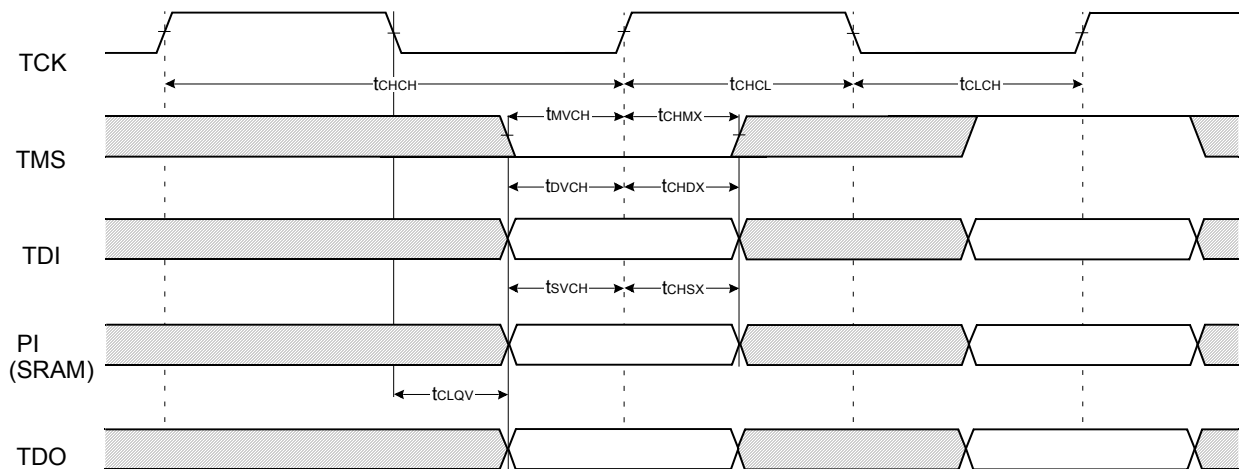 TCK
tCHCH
tCHCL
tCLCH
tMVCH
tCHMX
TMS
tDVCH
tCHDX
TDI
tSVCH
tCHSX
PI
(SRAM)
tCLQV
TDO